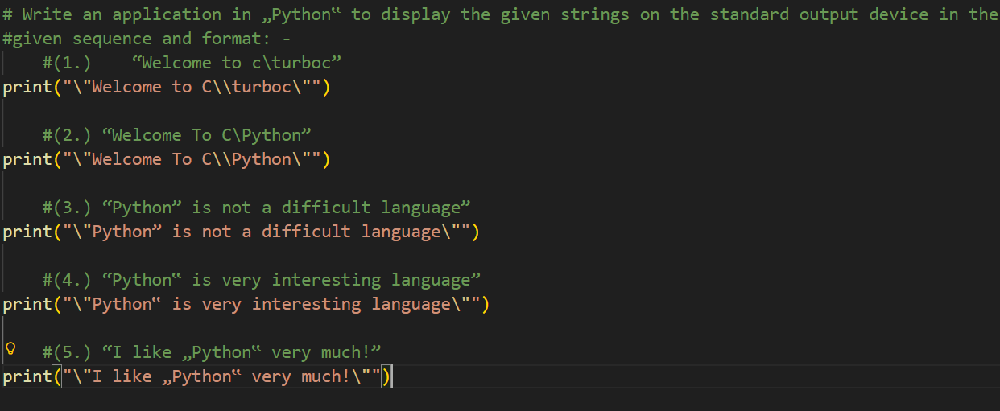 # Write an application in „Python‟ to display the given strings on the standard output device in the
#given sequence and format: -
#(1.)    “Welcome to c\turboc”
print("\"Welcome to C\\turboc\"")
#(2.) “Welcome To C\Python”
print("\"Welcome To C\\Python\"")
#(3.) “Python” is not a difficult language”
print("\"Python” is not a difficult language\"")
#(4.) “Python‟ is very interesting language”
print("\"Python‟ is very interesting language\"")
#(5.) “I like „Python‟ very much!”
print("\"I like „Python‟ very much!\"")